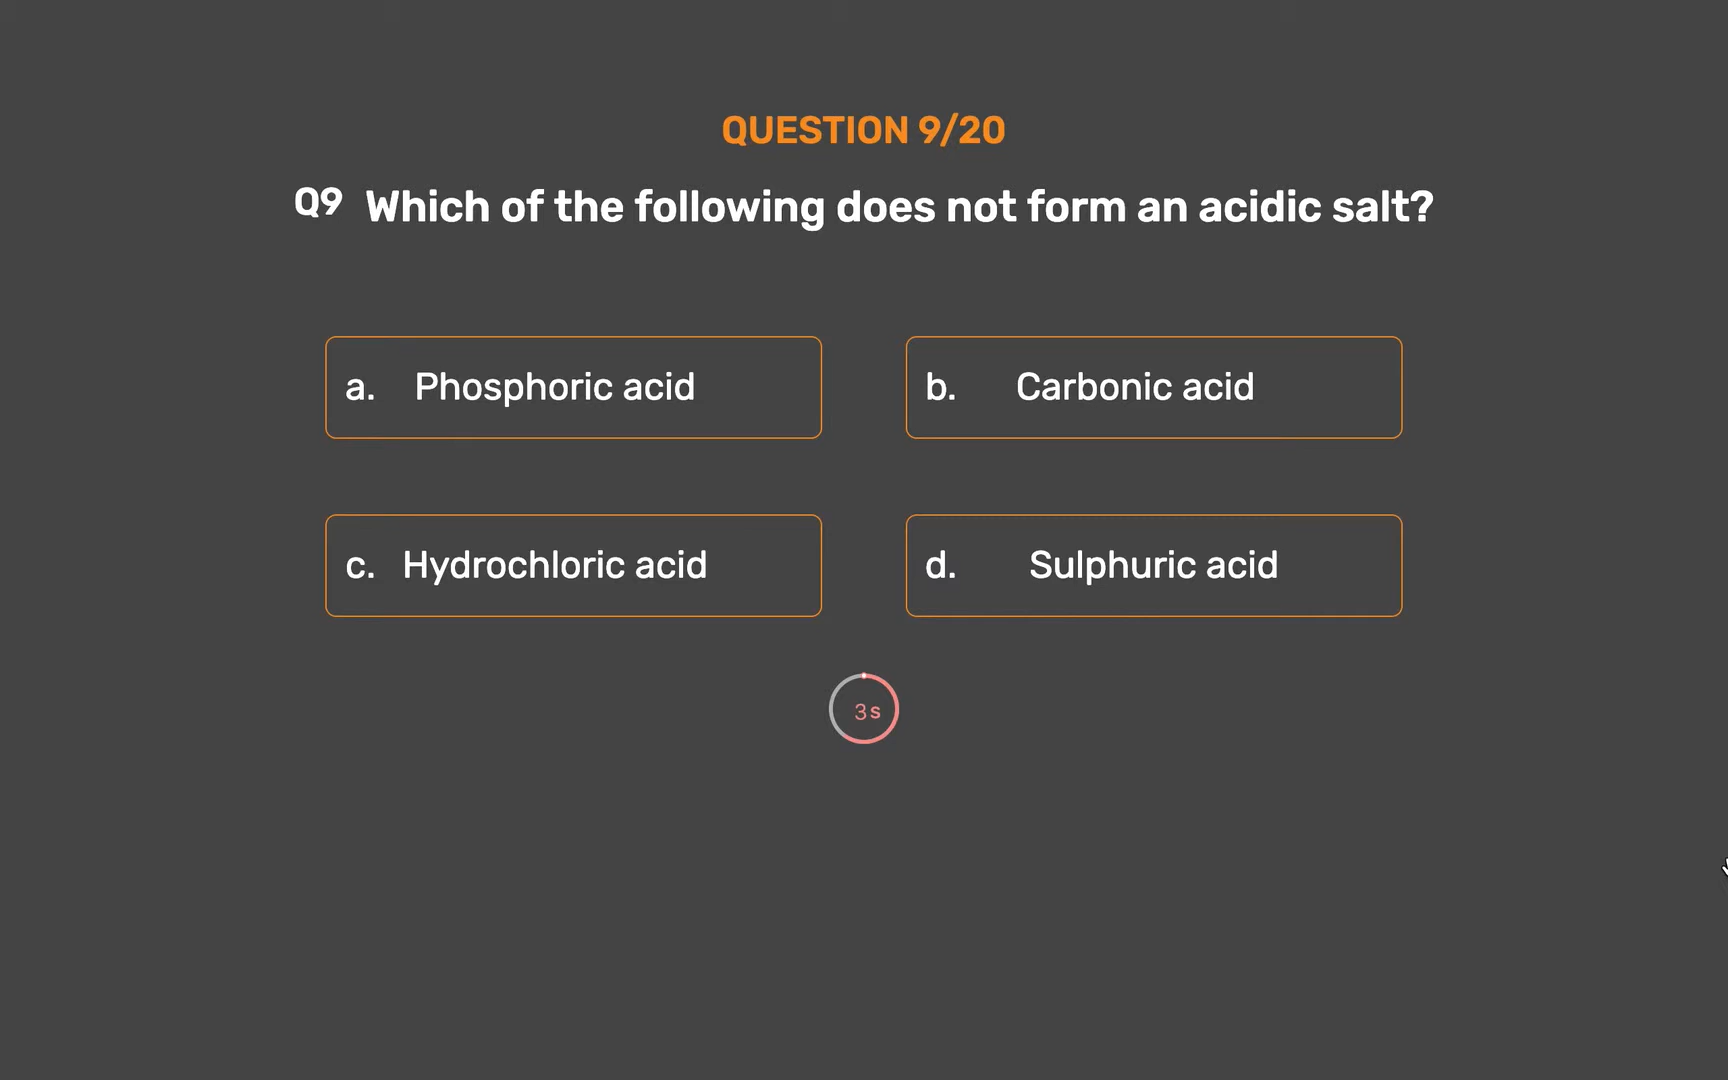 QUESTION 9/20
Q9 Which of the following does not form an acidic salt?
a. Phosphoric acid
b. Carbonic acid
c. Hydrochloric acid
d. Sulphuric acid
3s